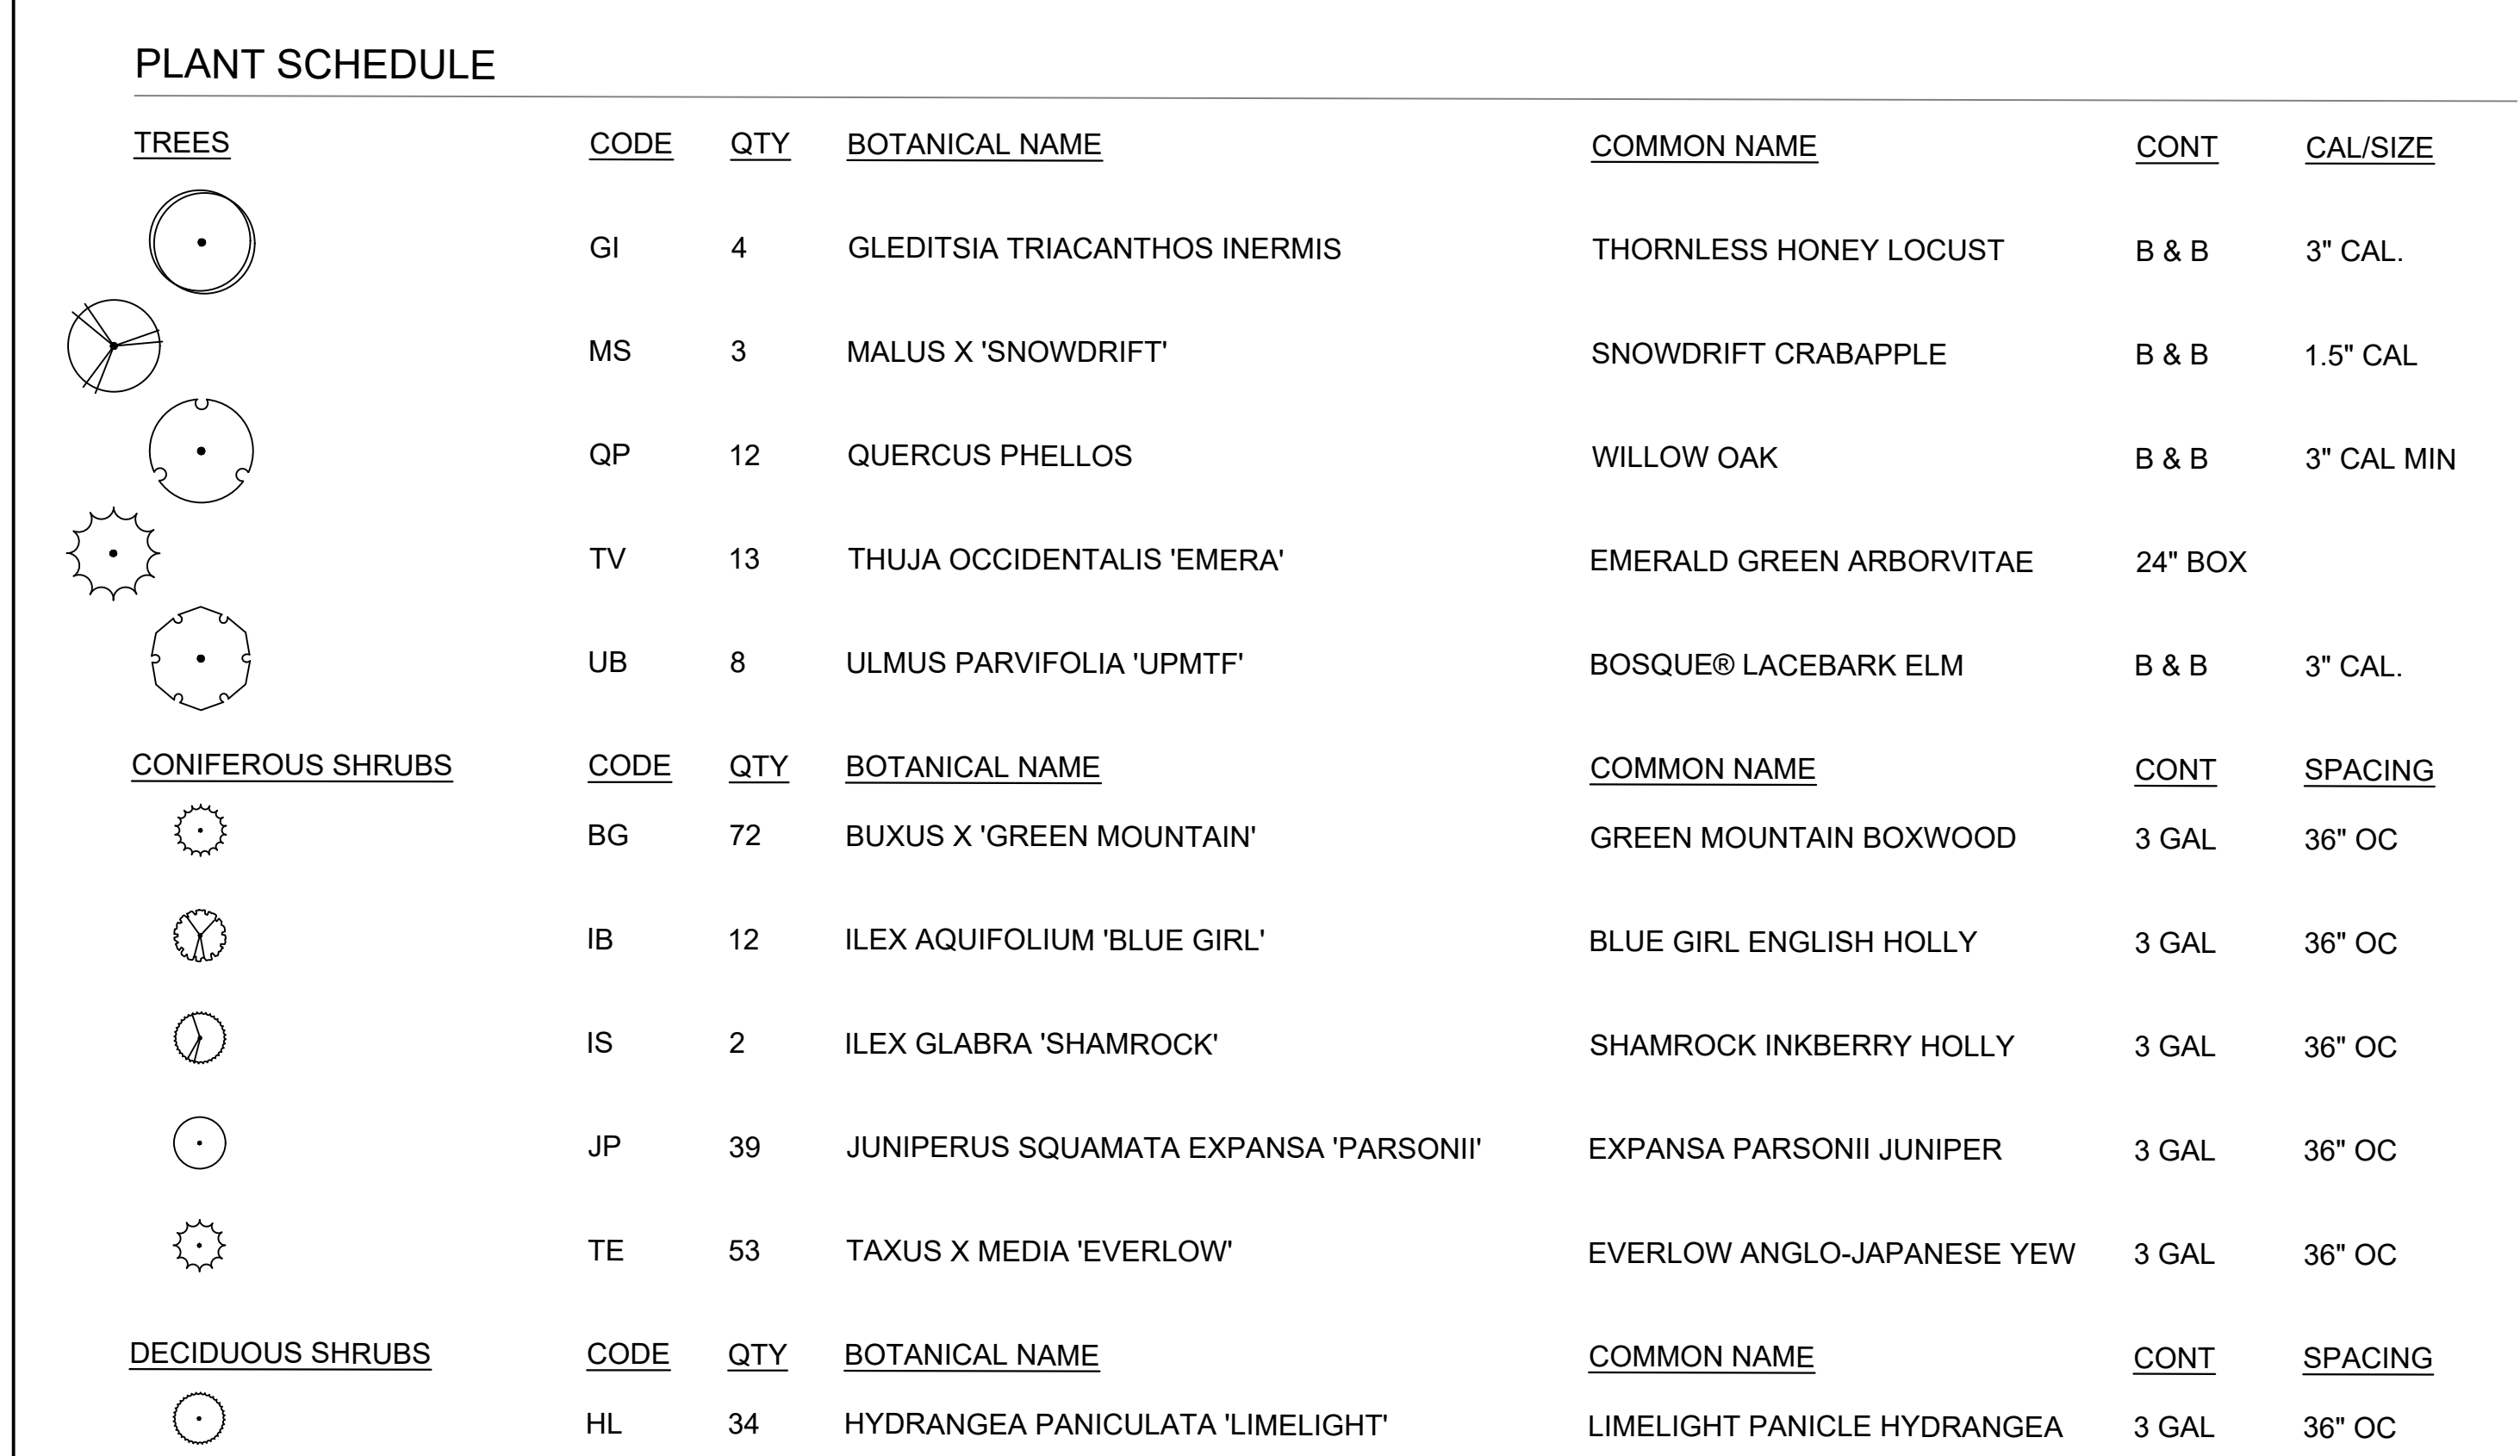 PLANT SCHEDULE
TREES CODE QTY BOTANICAL NAME COMMON NAME CONT CAL/SIZE
GI 4 GLEDITSIA TRIACANTHOS INERMIS THORNLESS HONEY LOCUST B & B 3" CAL.
MS 3 MALUS X 'SNOWDRIFT' SNOWDRIFT CRABAPPLE B & B 1.5" CAL
QP 12 QUERCUS PHELLOS WILLOW OAK B & B 3" CAL MIN
TV 13 THUJA OCCIDENTALIS 'EMERA' EMERALD GREEN ARBORVITAE 24" BOX
UB 8 ULMUS PARVIFOLIA 'UPMTF' BOSQUE® LACEBARK ELM B & B 3" CAL.
CONIFEROUS SHRUBS CODE QTY BOTANICAL NAME COMMON NAME CONT SPACING
BG 72 BUXUS X 'GREEN MOUNTAIN' GREEN MOUNTAIN BOXWOOD 3 GAL 36" OC
IB 12 ILEX AQUIFOLIUM 'BLUE GIRL' BLUE GIRL ENGLISH HOLLY 3 GAL 36" OC
IS 2 ILEX GLABRA 'SHAMROCK' SHAMROCK INKBERRY HOLLY 3 GAL 36" OC
JP 39 JUNIPERUS SQUAMATA EXPANSA 'PARSONII' EXPANSA PARSONII JUNIPER 3 GAL 36" OC
TE 53 TAXUS X MEDIA 'EVERLOW' EVERLOW ANGLO-JAPANESE YEW 3 GAL 36" OC
DECIDUOUS SHRUBS CODE QTY BOTANICAL NAME COMMON NAME CONT SPACING
HL 34 HYDRANGEA PANICULATA 'LIMELIGHT' LIMELIGHT PANICLE HYDRANGEA 3 GAL 36" OC